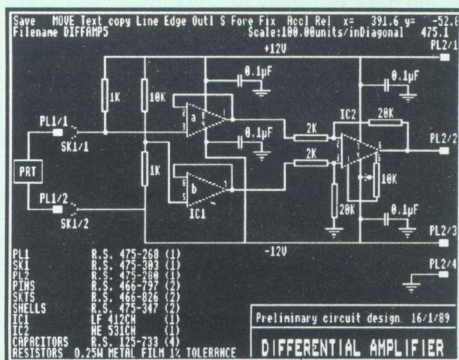 Save MOVE Text copy Line Edge Outl S Fore Fix Accl Rel x= 391.6 y= -52.8
Filename DIFFAMP5 Scale:100.00units/inDiagonal 475.1
+12V PL2/1
0.1µF 0.1µF
1K 10K
IC2 20K
PL1/1 a 2K
SK1/1 0.1µF PL2/2
PRT 2K
1K 10K
PL1/2 b
SK1/2 IC1 20K 0.1µF
-12V PL2/3
PL2/4
PL1 R.S. 475-268 (1)
SK1 R.S. 475-303 (1)
PL2 R.S. 475-280 (1)
PINS R.S. 466-797 (2)
SKTS R.S. 466-826 (2)
SHELLS R.S. 475-347 (2)
IC1 LF 412CN (1)
IC2 NE 531CN (1)
CAPACITORS R.S. 125-733 (4)
RESISTORS 0.25W METAL FILM 1% TOLERANCE
Preliminary circuit design. 16/1/89
DIFFERENTIAL AMPLIFIER